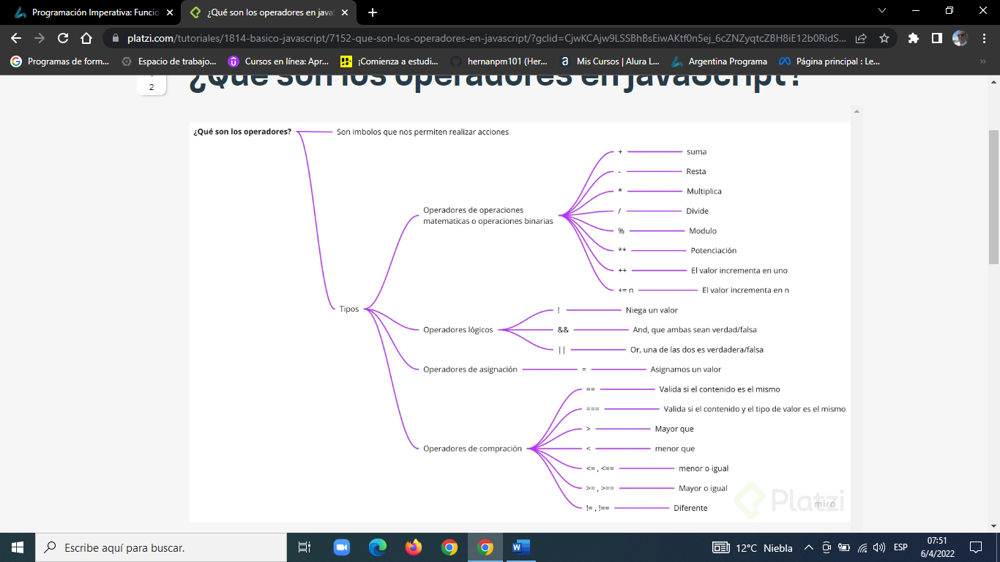 Programación Imperativa: Funcio
¿Qué son los operadores en javaS
platzi.com/tutoriales/1814-basico-javascript/7152-que-son-los-operadores-en-javascript/?gclid=CjwKCAjw9LSSBhBsEiwAKtf0n5ej_6cZNZyqtcZBH8iE12b0RidS...
Programas de form...
Espacio de trabajo...
Cursos en línea: Apr...
¡Comienza a estudi...
hernanpm101 (Her...
Mis Cursos | Alura L...
Argentina Programa
Página principal : Le...
»
2
¿Qué son los operadores en javaScript?
¿Qué son los operadores?
Son imbolos que nos permiten realizar acciones
Tipos
Operadores de operaciones
matematicas o operaciones binarias
+ suma
- Resta
* Multiplica
/ Divide
% Modulo
** Potenciación
++ El valor incrementa en uno
+= n El valor incrementa en n
Operadores lógicos
! Niega un valor
&& And, que ambas sean verdad/falsa
|| Or, una de las dos es verdadera/falsa
Operadores de asignación
= Asignamos un valor
Operadores de compración
== Valida si el contenido es el mismo
=== Valida si el contenido y el tipo de valor es el mismo
> Mayor que
< menor que
<= , <== menor o igual
>= , >== Mayor o igual
!= , !== Diferente
Platzi
miro
Escribe aquí para buscar.
12°C Niebla
ESP
07:51
6/4/2022